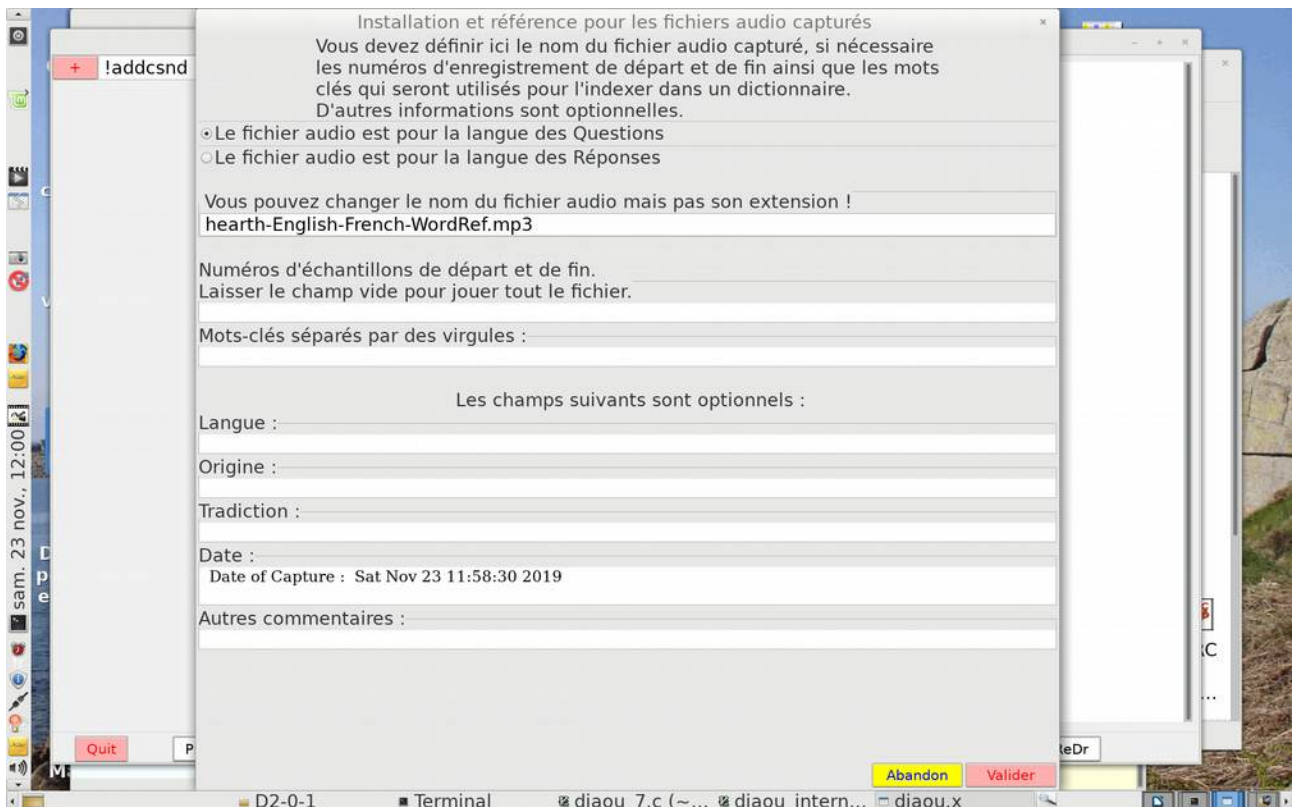 Installation et référence pour les fichiers audio capturés
Vous devez définir ici le nom du fichier audio capturé, si nécessaire
les numéros d'enregistrement de départ et de fin ainsi que les mots
clés qui seront utilisés pour l'indexer dans un dictionnaire.
D'autres informations sont optionnelles.
+ !addcsnd
Le fichier audio est pour la langue des Questions
Le fichier audio est pour la langue des Réponses
Vous pouvez changer le nom du fichier audio mais pas son extension !
hearth-English-French-WordRef.mp3
Numéros d'échantillons de départ et de fin.
Laisser le champ vide pour jouer tout le fichier.
Mots-clés séparés par des virgules :
Les champs suivants sont optionnels :
Langue :
Origine :
Tradiction :
Date :
Date of Capture : Sat Nov 23 11:58:30 2019
Autres commentaires :
sam. 23 nov., 12:00
Quit
P
eDr
Abandon Valider
D2-0-1 Terminal diaou_7.c (~... diaou_intern... diaou.x